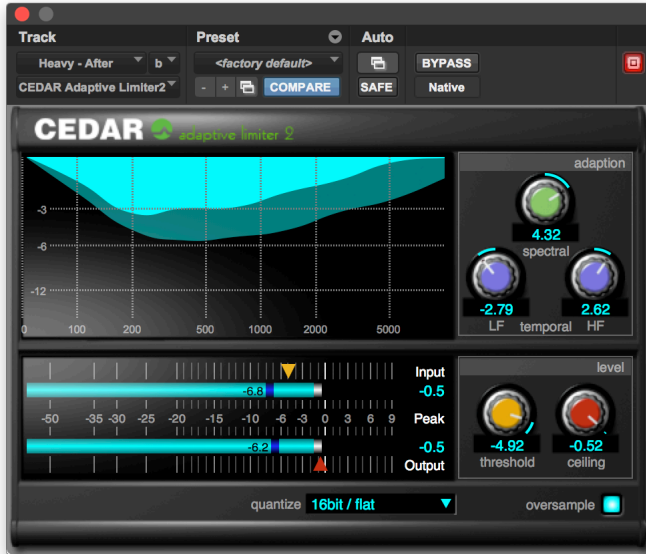 Track Preset Auto
Heavy - After b <factory default> BYPASS
CEDAR Adaptive Limiter2 - + COMPARE SAFE Native
CEDAR adaptive limiter 2
adaption
-3
-6
-12
0 100 200 500 1000 2000 5000
4.32
spectral
-2.79 2.62
LF temporal HF
level
Input
-6.8 -0.5
-50 -35 -30 -25 -20 -15 -10 -6 -3 0 3 6 9 Peak
-6.2 -0.5
Output
-4.92 -0.52
threshold ceiling
quantize 16bit / flat oversample